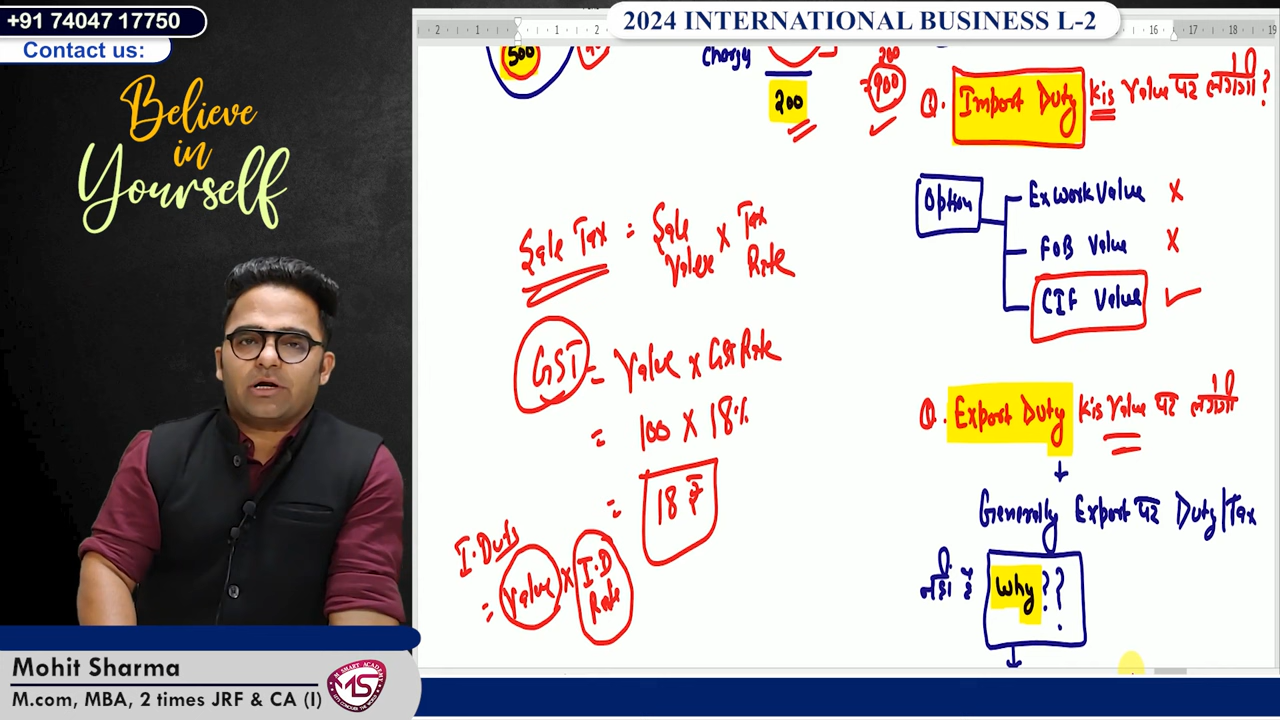 +91 74047 17750
Contact us:
2024 INTERNATIONAL BUSINESS L-2
Believe
in
Yourself
500
Charge
200
200
900
Q. Import Duty kis Value पर लगेगी ?
Option
Ex Work Value x
FOB Value x
CIF Value ✓
Sale Tax = Sale Value x Tax Rate
GST = Value x GST Rate
= 100 x 18%
= 18 ₹
I. Duty
= Value x I.D Rate
Q. Export Duty kis Value पर लगेगी
Generally Export पर Duty/Tax
नहीं है Why ??
Mohit Sharma
M.com, MBA, 2 times JRF & CA (I)
MS